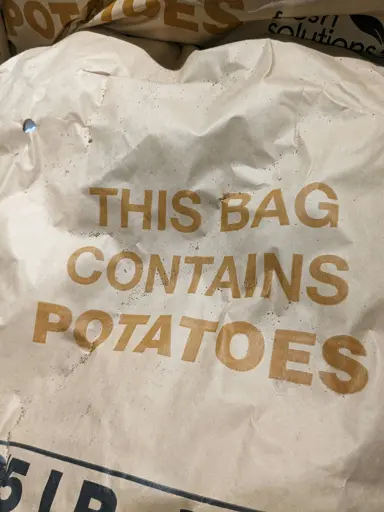 POTATOES
Solutions
THIS BAG
CONTAINS
POTATOES